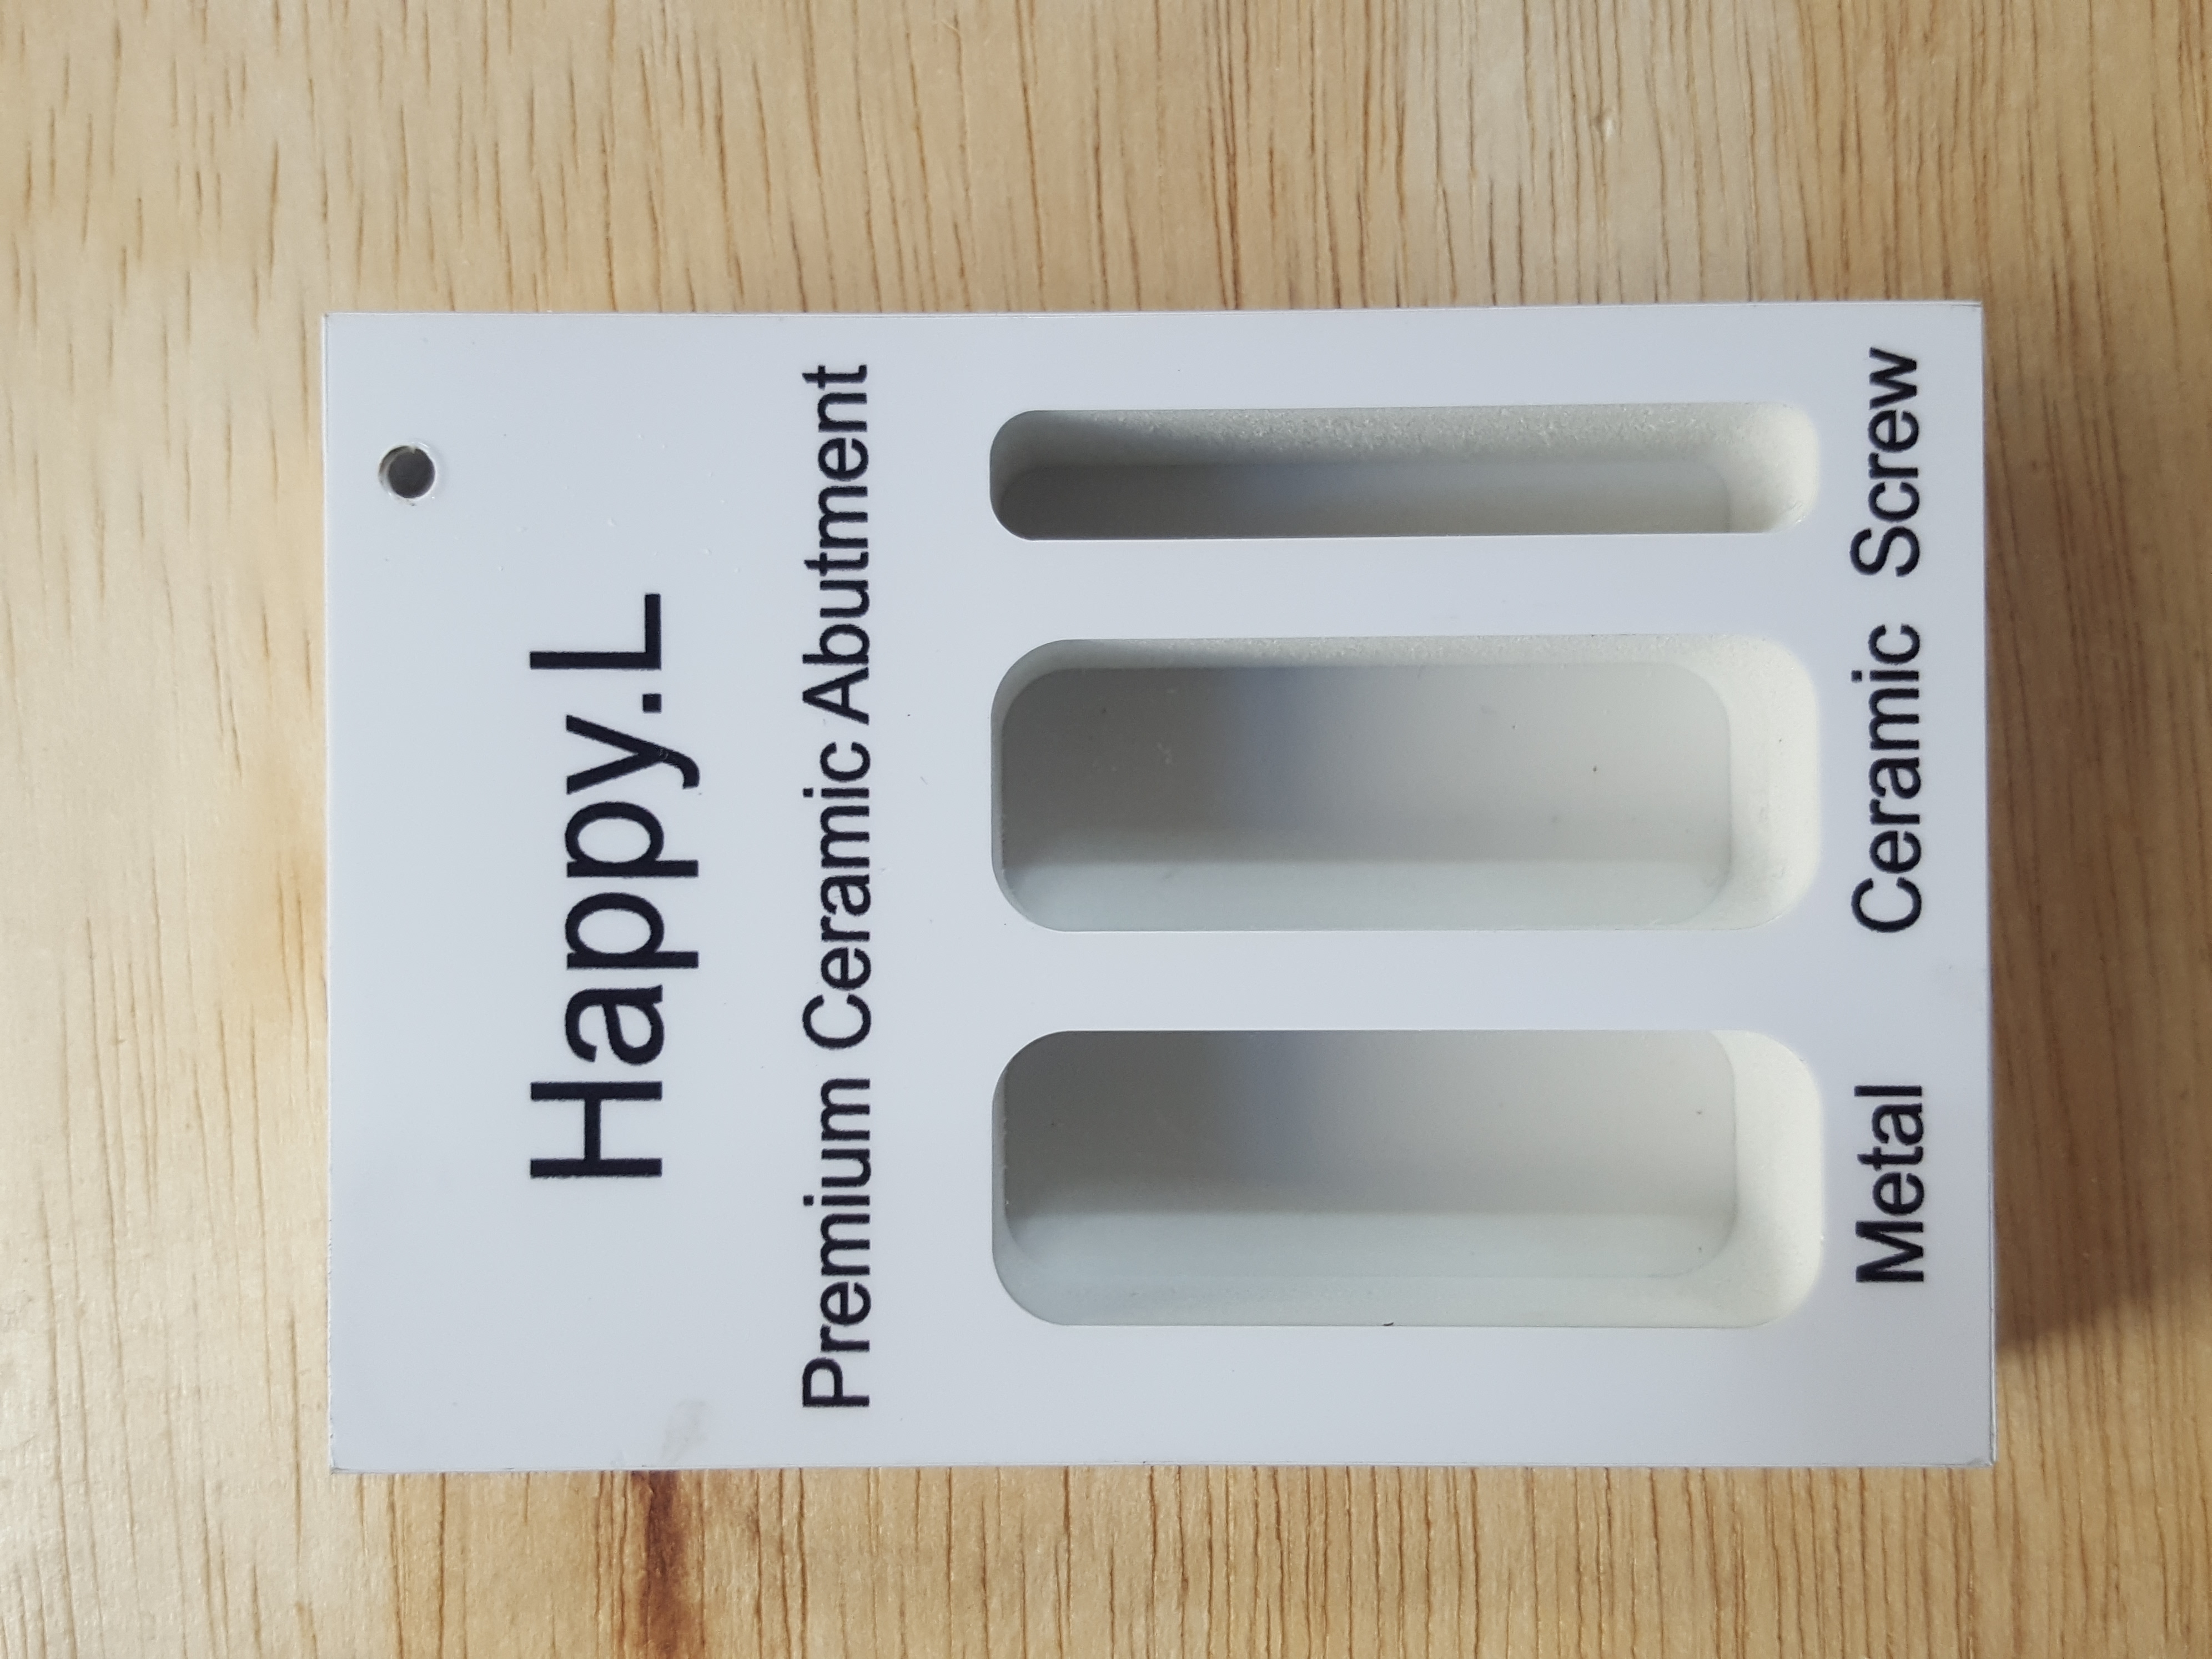 Happy.L
Premium Ceramic Abutment
Metal Ceramic Screw